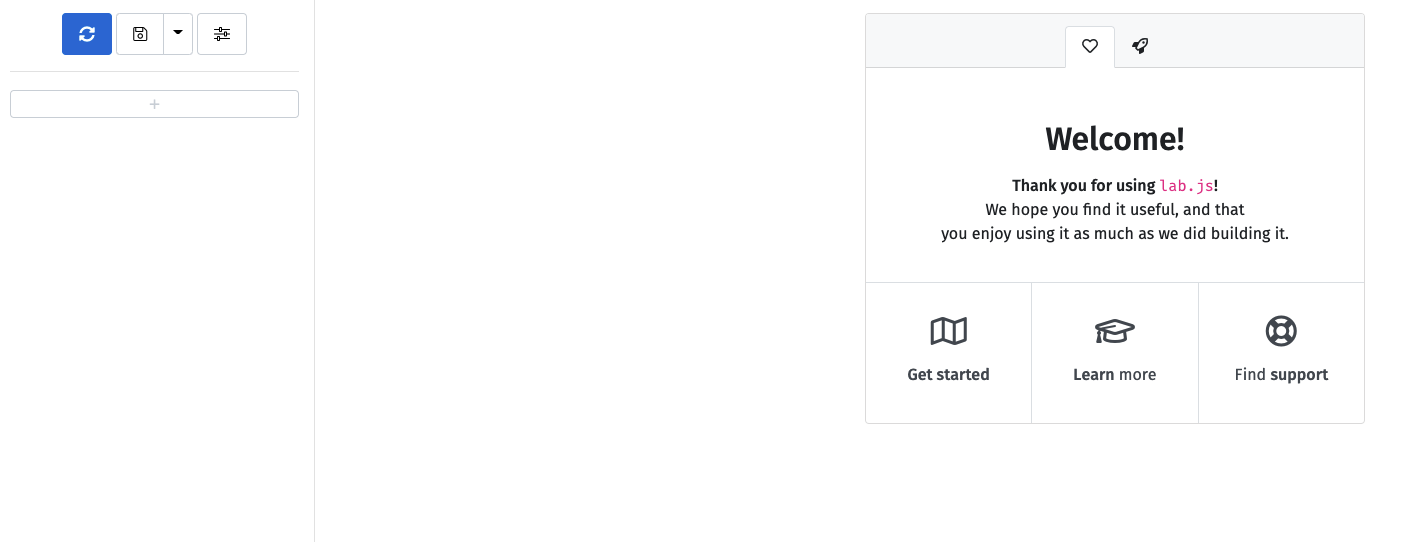 +
Welcome!
Thank you for using lab.js!
We hope you find it useful, and that
you enjoy using it as much as we did building it.
Get started
Learn more
Find support